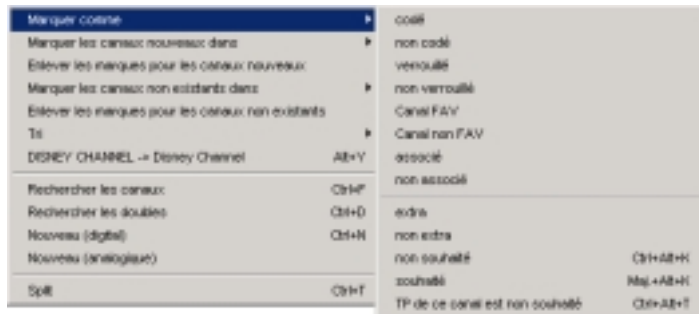 Marquer comme
Marquer les canaux nouveaux dans
Enlever les marques pour les canaux nouveaux
Marquer les canaux non existants dans
Enlever les marques pour les canaux non existants
Tri
DISNEY CHANNEL -> Disney Channel Alt+V
Rechercher les canaux Ctrl+F
Rechercher les doubles Ctrl+D
Nouveau (digital) Ctrl+N
Nouveau (analogique)
Split Ctrl+T
codé
non codé
verrouillé
non verrouillé
Canal FAV
Canal non FAV
associé
non associé
extra
non extra
non souhaité Ctrl+Alt+K
souhaité Maj.+Alt+K
TP de ce canal est non souhaité Ctrl+Alt+T